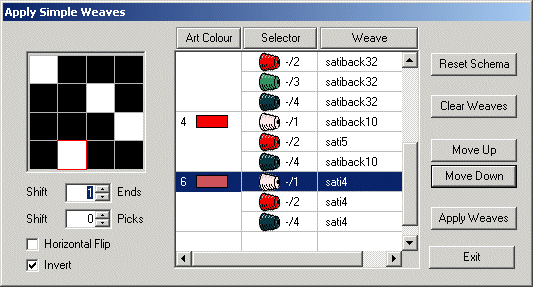 Apply Simple Weaves
Art Colour Selector Weave
-/2 satiback32
-/3 satiback32
-/4 satiback32
4 -/1 satiback10
-/2 sati5
-/4 satiback10
6 -/1 sati4
-/2 sati4
-/4 sati4
Shift 1 Ends
Shift 0 Picks
Horizontal Flip
Invert
Reset Schema
Clear Weaves
Move Up
Move Down
Apply Weaves
Exit